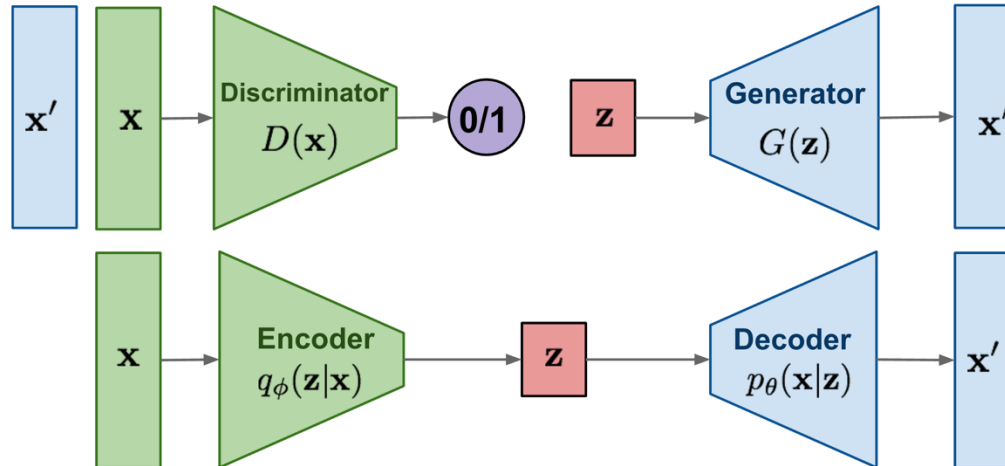 x′ x Discriminator D(x) 0/1 z Generator G(z) x′
x Encoder qϕ(z|x) z Decoder pθ(x|z) x′